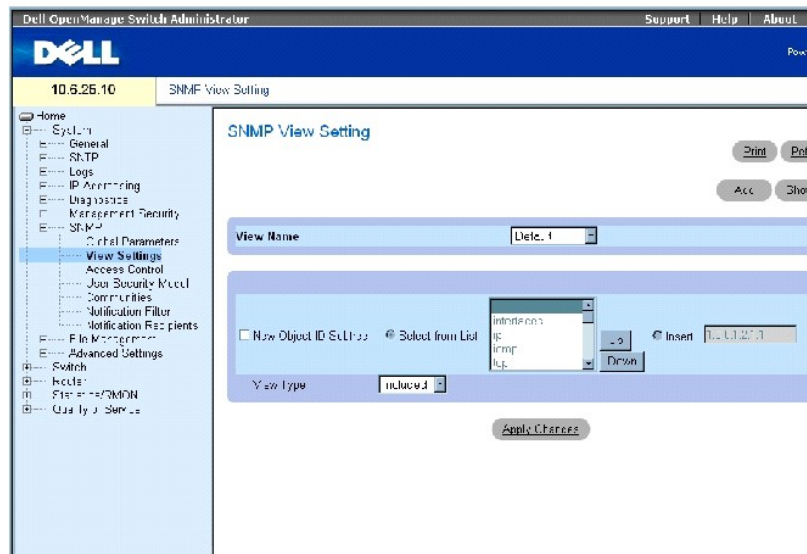 Dell OpenManage Switch Administrator
Support Help About
DELL
10.6.25.10
SNMP View Setting
Home
System
General
SNTP
Logs
IP Addressing
Diagnostics
Management Security
SNMP
Global Parameters
View Settings
Access Control
User Security Model
Communities
Notification Filter
Notification Recipients
File Management
Advanced Settings
Switch
Router
Statistics/RMON
Quality of Service
SNMP View Setting
Print
Add
View Name
Default
New Object ID Subtree
Select from List
interfaces
ip
icmp
tcp
Up
Down
Insert
View Type
Included
Apply Changes